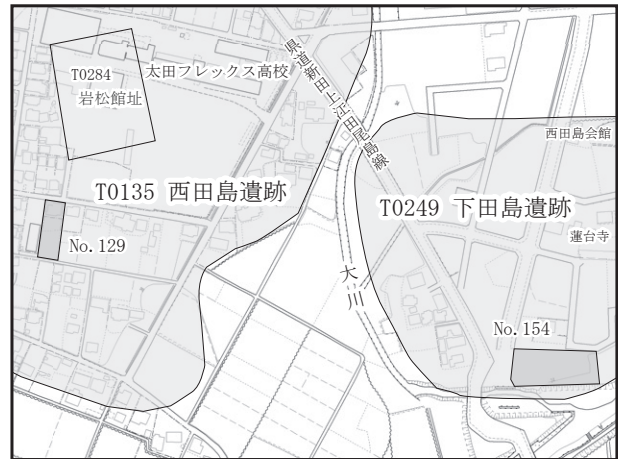 T0284
岩松館址
太田フレックス高校
県道新田上江田尾島線
西田島会館
T0135 西田島遺跡
T0249 下田島遺跡
蓮台寺
No.129
大川
No.154